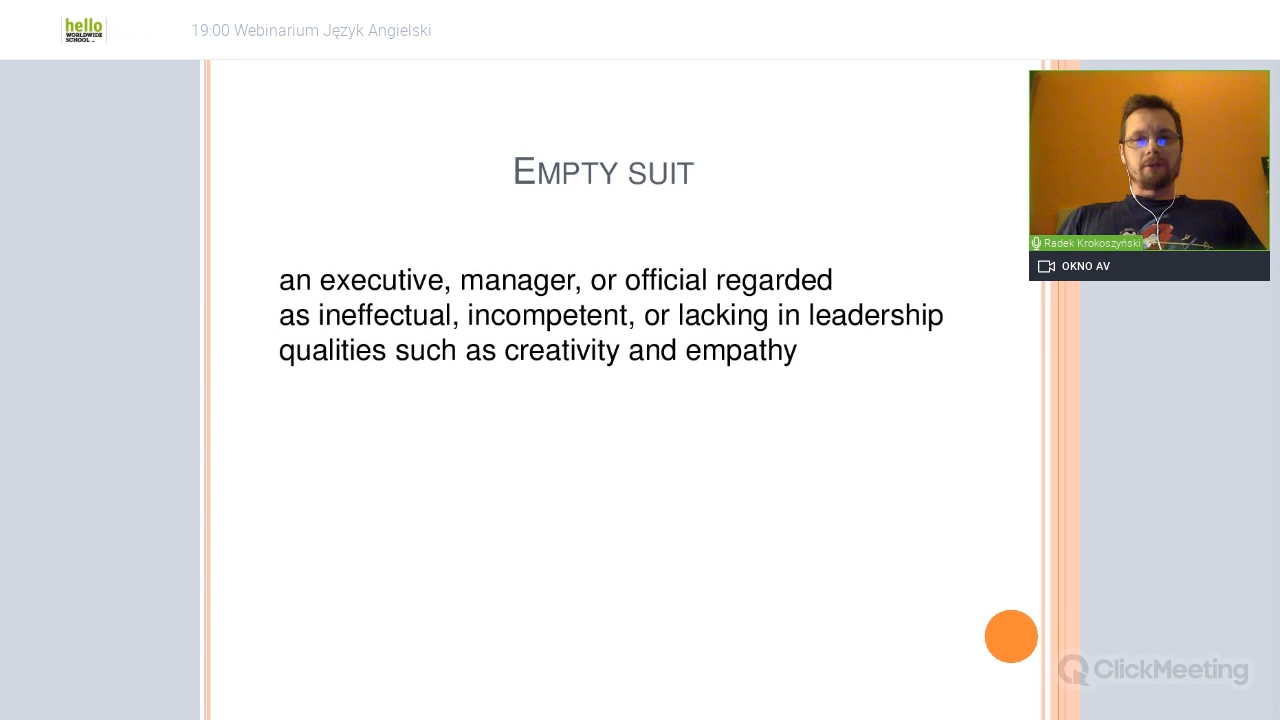 hello
WORLDWIDE
SCHOOL
19:00 Webinarium Język Angielski
EMPTY SUIT
an executive, manager, or official regarded
as ineffectual, incompetent, or lacking in leadership
qualities such as creativity and empathy
Radek Krokoszyński
OKNO AV
ClickMeeting